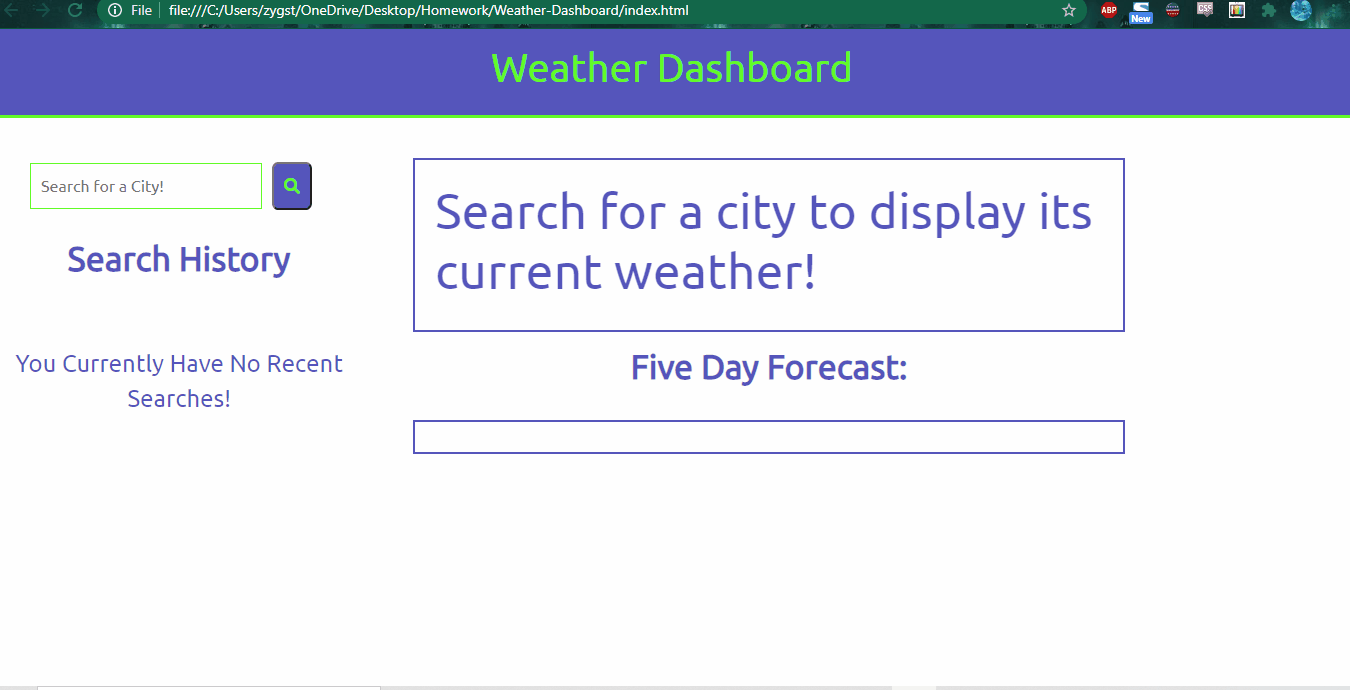 File file:///C:/Users/zygst/OneDrive/Desktop/Homework/Weather-Dashboard/index.html
ABP
New
CSE
Weather Dashboard
Search for a City!
Search History
You Currently Have No Recent
Searches!
Search for a city to display its
current weather!
Five Day Forecast: